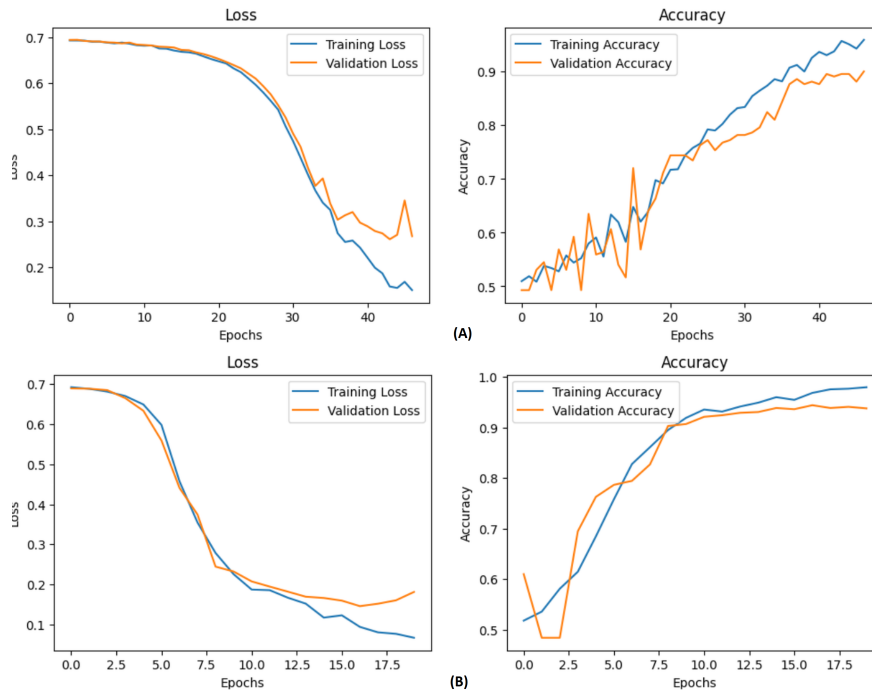 Loss
0.7
0.6
0.5
0.4
0.3
0.2
Loss
Training Loss
Validation Loss
0
10
20
30
40
Epochs
Accuracy
0.9
0.8
0.7
0.6
0.5
Accuracy
Training Accuracy
Validation Accuracy
0
10
20
30
40
Epochs
(A)
Loss
0.7
0.6
0.5
0.4
0.3
0.2
0.1
Loss
Training Loss
Validation Loss
0.0
2.5
5.0
7.5
10.0
12.5
15.0
17.5
Epochs
Accuracy
1.0
0.9
0.8
0.7
0.6
0.5
Accuracy
Training Accuracy
Validation Accuracy
0.0
2.5
5.0
7.5
10.0
12.5
15.0
17.5
Epochs
(B)